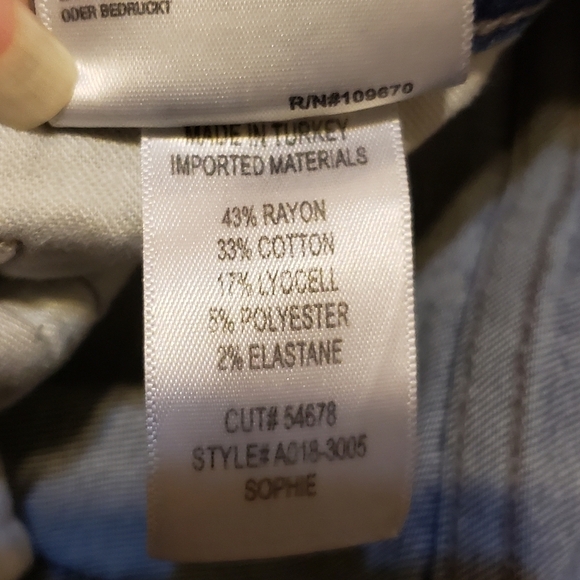 ODER BEDRUCKT
R/N#109670
MADE IN TURKEY
IMPORTED MATERIALS
43% RAYON
33% COTTON
17% LYOCELL
5% POLYESTER
2% ELASTANE
CUT# 54678
STYLE# A018-3005
SOPHIE